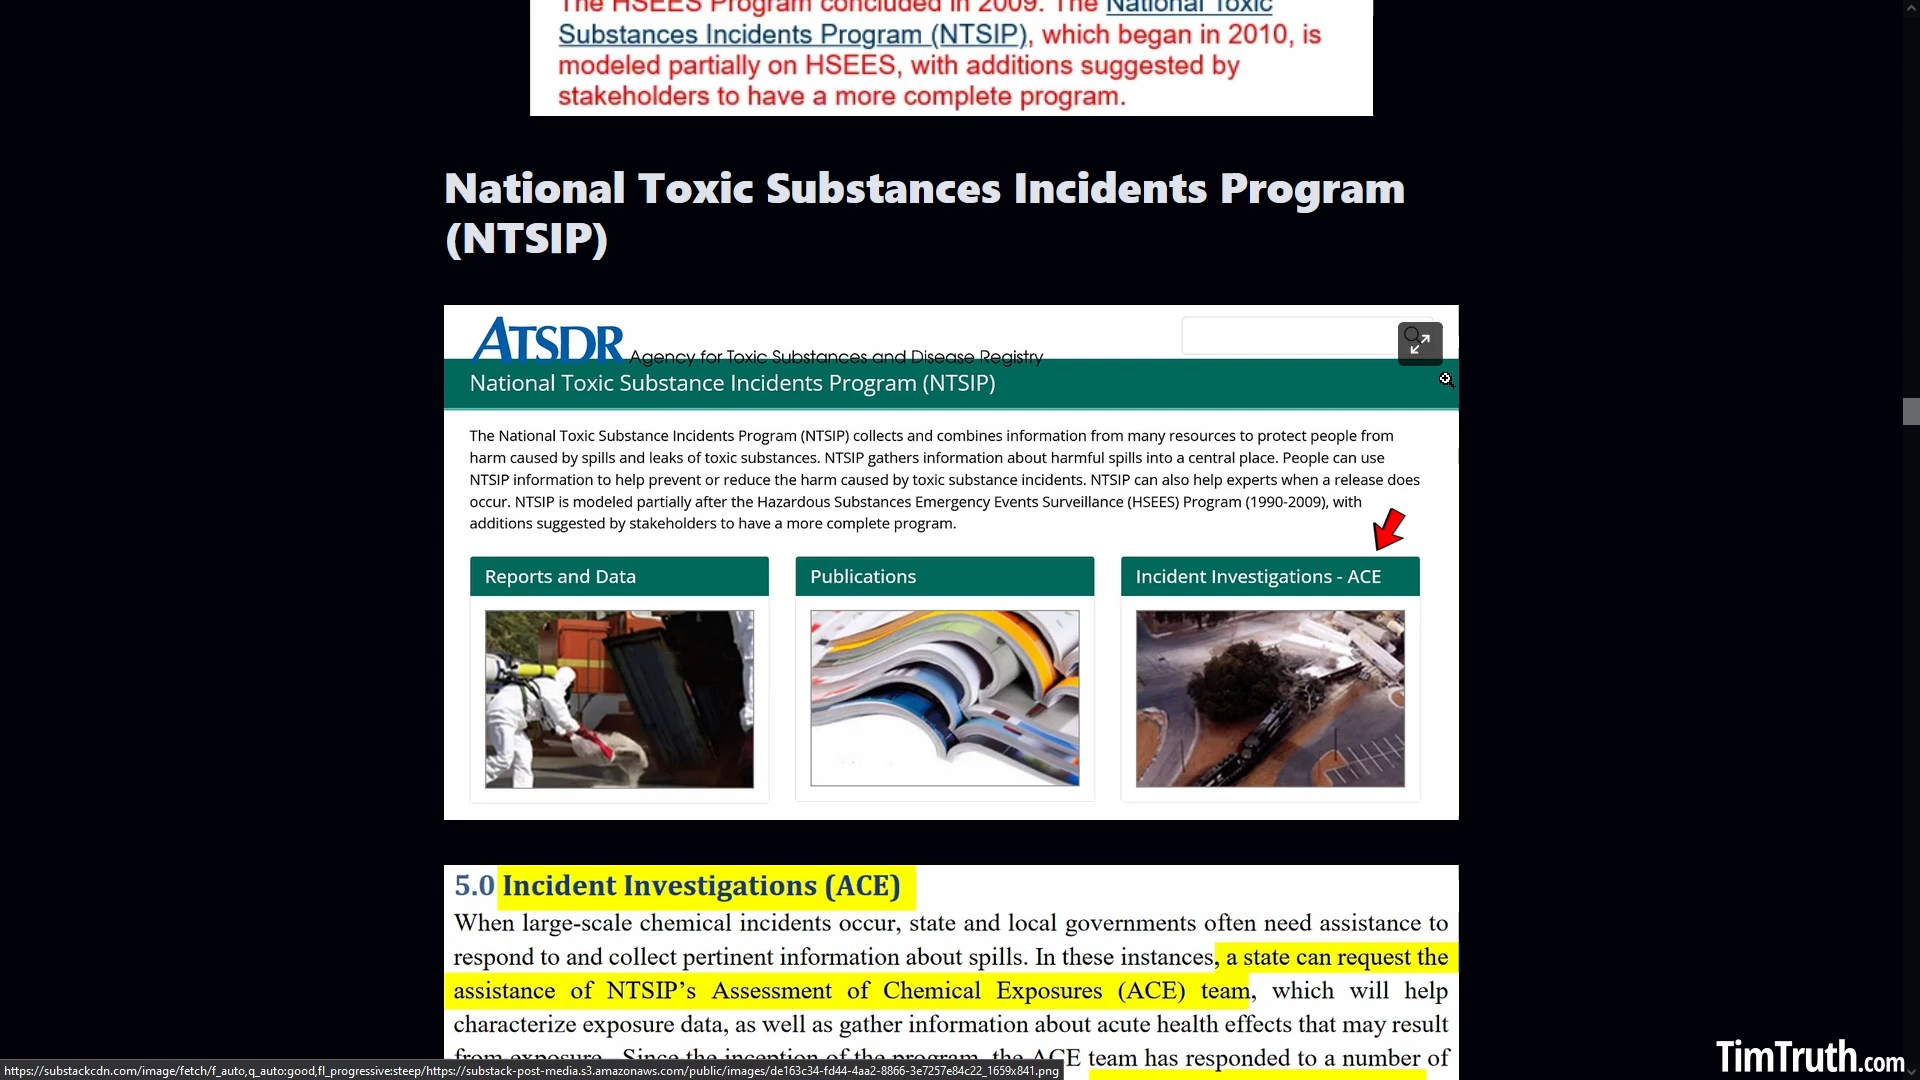 The HSEES Program concluded in 2009. The National Toxic
Substances Incidents Program (NTSIP), which began in 2010, is
modeled partially on HSEES, with additions suggested by
stakeholders to have a more complete program.
National Toxic Substances Incidents Program
(NTSIP)
ATSDR Agency for Toxic Substances and Disease Registry
National Toxic Substance Incidents Program (NTSIP)
The National Toxic Substance Incidents Program (NTSIP) collects and combines information from many resources to protect people from
harm caused by spills and leaks of toxic substances. NTSIP gathers information about harmful spills into a central place. People can use
NTSIP information to help prevent or reduce the harm caused by toxic substance incidents. NTSIP can also help experts when a release does
occur. NTSIP is modeled partially after the Hazardous Substances Emergency Events Surveillance (HSEES) Program (1990-2009), with
additions suggested by stakeholders to have a more complete program.
Reports and Data
Publications
Incident Investigations - ACE
5.0 Incident Investigations (ACE)
When large-scale chemical incidents occur, state and local governments often need assistance to
respond to and collect pertinent information about spills. In these instances, a state can request the
assistance of NTSIP's Assessment of Chemical Exposures (ACE) team, which will help
characterize exposure data, as well as gather information about acute health effects that may result
from exposure. Since the inception of the program, the ACE team has responded to a number of
https://substackcdn.com/image/fetch/f_auto,q_auto:good,fl_progressive:steep/https://substack-post-media.s3.amazonaws.com/public/images/de163c34-fd44-4aa2-8866-3e7257e84c22_1659x841.png
TimTruth.com